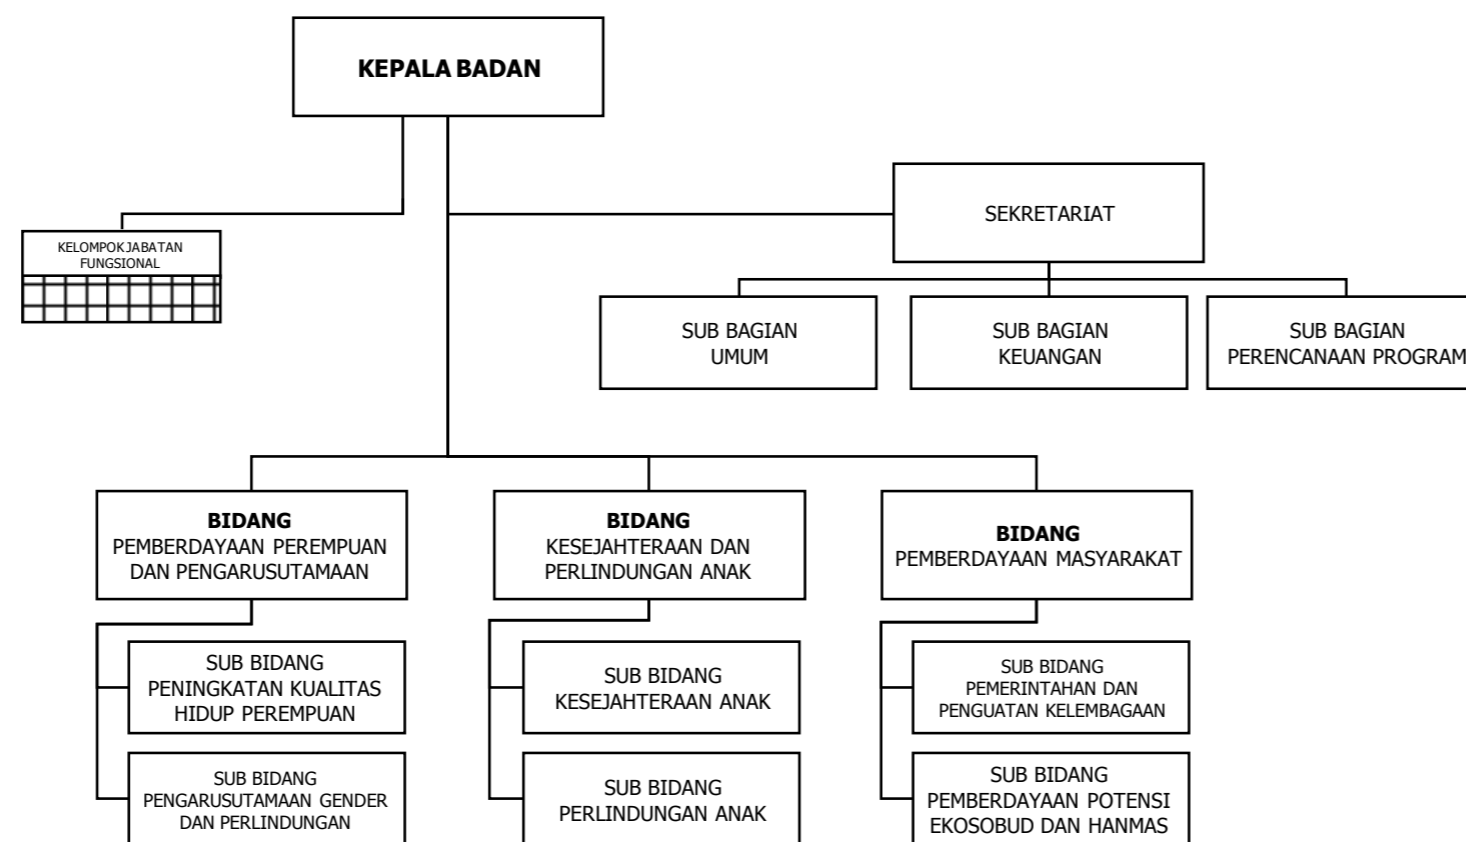 KEPALA BADAN
SEKRETARIAT
KELOMPOK JABATAN
FUNGSIONAL
SUB BAGIAN
UMUM
SUB BAGIAN
KEUANGAN
SUB BAGIAN
PERENCANAAN PROGRAM
BIDANG
PEMBERDAYAAN PEREMPUAN
DAN PENGARUSUTAMAAN
BIDANG
KESEJAHTERAAN DAN
PERLINDUNGAN ANAK
BIDANG
PEMBERDAYAAN MASYARAKAT
SUB BIDANG
PENINGKATAN KUALITAS
HIDUP PEREMPUAN
SUB BIDANG
KESEJAHTERAAN ANAK
SUB BIDANG
PEMERINTAHAN DAN
PENGUATAN KELEMBAGAAN
SUB BIDANG
PENGARUSUTAMAAN GENDER
DAN PERLINDUNGAN
SUB BIDANG
PERLINDUNGAN ANAK
SUB BIDANG
PEMBERDAYAAN POTENSI
EKOSOBUD DAN HANMAS